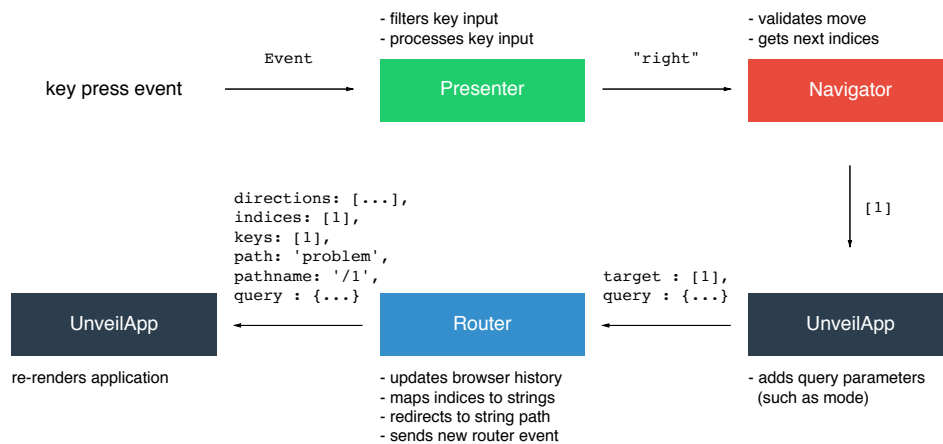 - filters key input
- processes key input
- validates move
- gets next indices
key press event
Event
Presenter
"right"
Navigator
[1]
directions: [...],
indices: [1],
keys: [1],
path: 'problem',
pathname: '/1',
query : {...}
target : [1],
query : {...}
UnveilApp
Router
UnveilApp
re-renders application
- updates browser history
- maps indices to strings
- redirects to string path
- sends new router event
- adds query parameters
(such as mode)